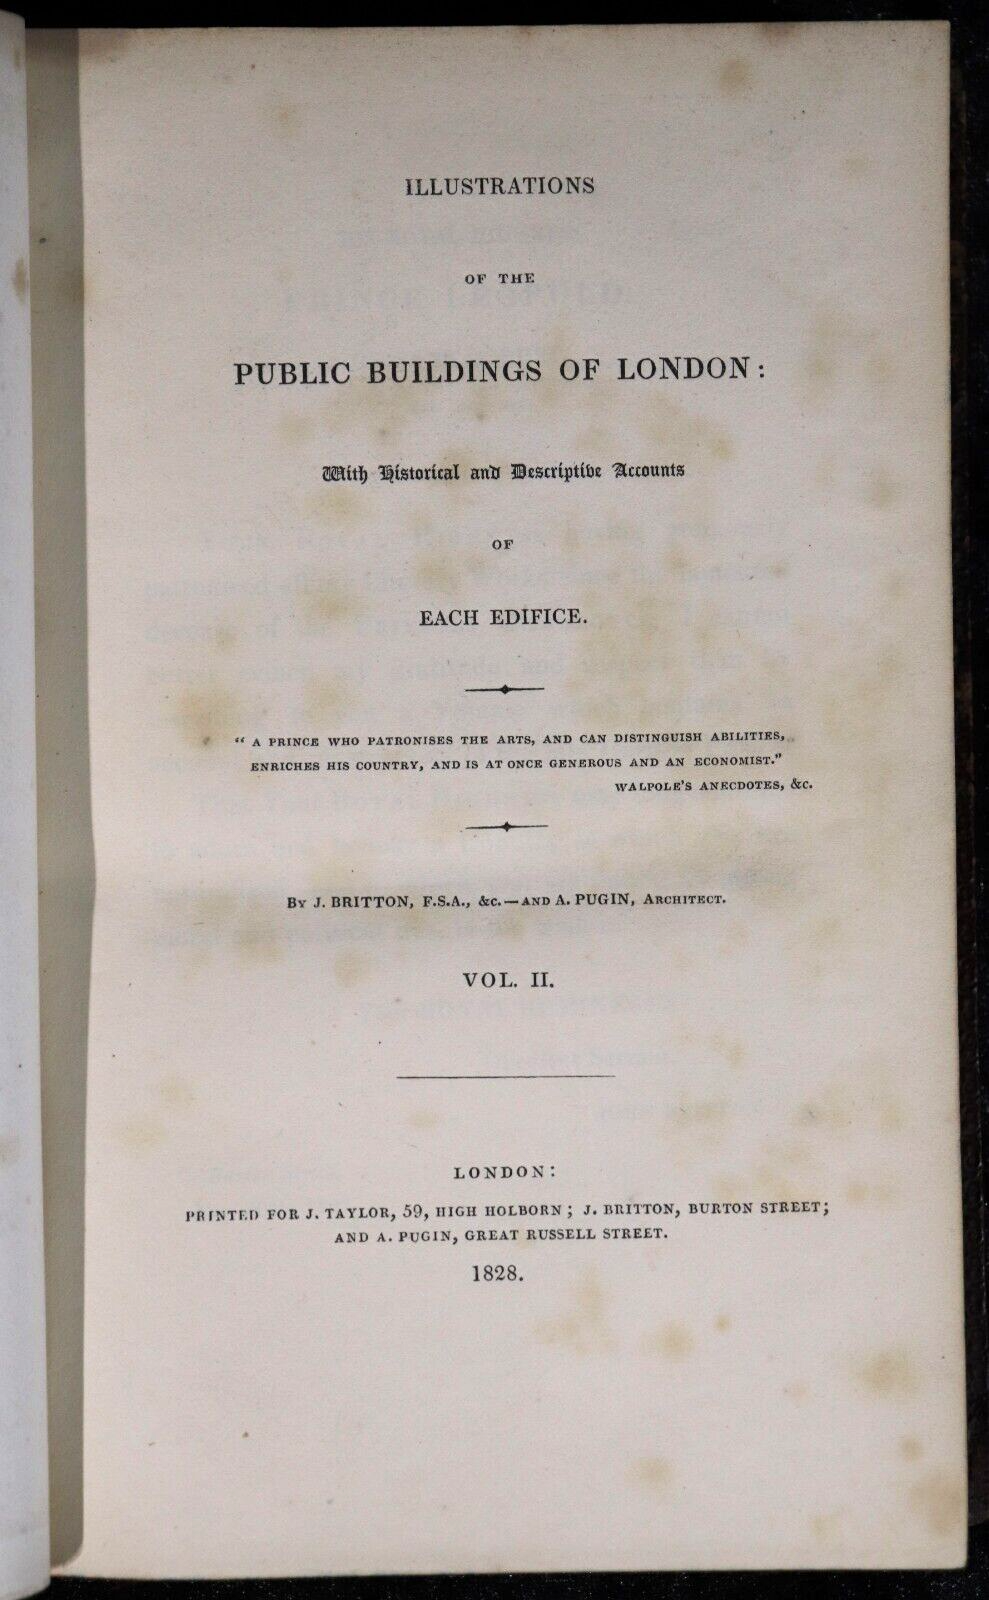 ILLUSTRATIONS
OF THE
PUBLIC BUILDINGS OF LONDON:
With Historical and Descriptive Accounts
OF
EACH EDIFICE.
"A PRINCE WHO PATRONISES THE ARTS, AND CAN DISTINGUISH ABILITIES,
ENRICHES HIS COUNTRY, AND IS AT ONCE GENEROUS AND AN ECONOMIST."
WALPOLE'S ANECDOTES, &c.
BY J. BRITTON, F.S.A., &c.—AND A. PUGIN, ARCHITECT.
VOL. II.
LONDON:
PRINTED FOR J. TAYLOR, 59, HIGH HOLBORN; J. BRITTON, BURTON STREET;
AND A. PUGIN, GREAT RUSSELL STREET.
1828.